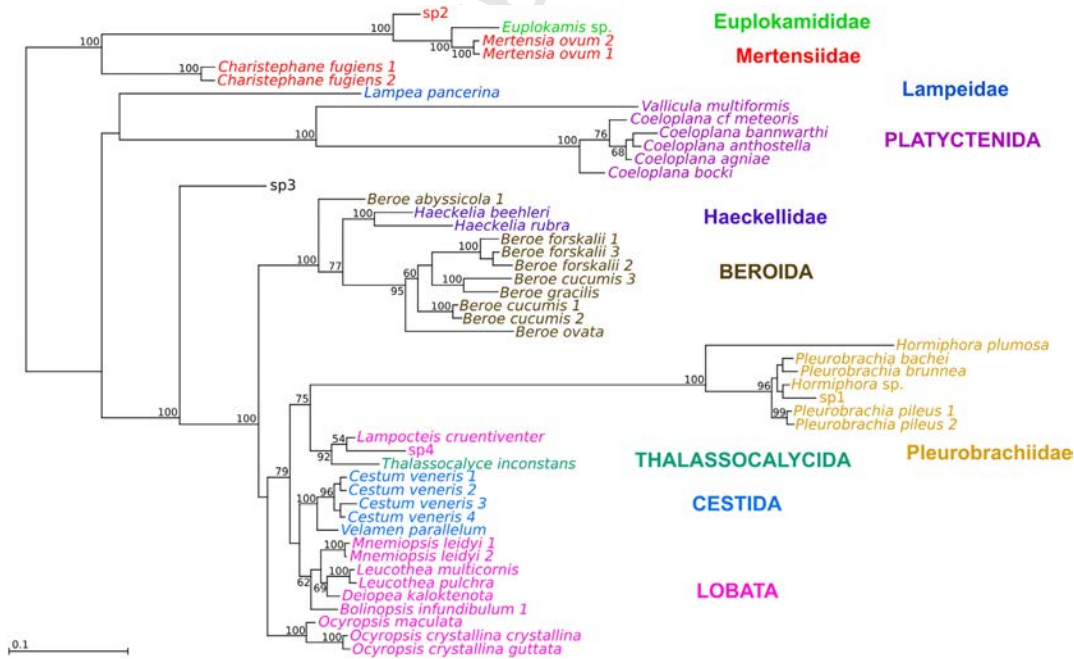 sp2
100
Euplokamis sp.
Euplokamididae
100
Mertensia ovum 2
100
Mertensia ovum 1
100
Mertensiidae
Charistephane fugiens 1
100
Charistephane fugiens 2
Lampea pancerina
Lampeidae
Vallicula multiformis
Coeloplana cf meteoris
76
Coeloplana bannwarthi
100
100
Coeloplana anthostella
PLATYCTENIDA
68
Coeloplana agniae
Coeloplana bocki
sp3
Beroe abyssicola 1
Haeckelia beehleri
100
Haeckellidae
Haeckelia rubra
Beroe forskalii 1
100
Beroe forskalii 3
100
77
60
Beroe forskalii 2
BEROIDA
100
Beroe cucumis 3
95
Beroe gracilis
Beroe cucumis 1
100
Beroe cucumis 2
Beroe ovata
Hormiphora plumosa
Pleurobrachia bachei
Pleurobrachia brunnea
100
96
Hormiphora sp.
75
sp1
99
Pleurobrachia pileus 1
100
100
Pleurobrachia pileus 2
Lampocteis cruentiventer
54
sp4
Pleurobrachiidae
92
Thalassocalyce inconstans
THALASSOCALYCIDA
79
Cestum veneris 1
96
Cestum veneris 2
100
Cestum veneris 3
CESTIDA
Cestum veneris 4
Velamen parallelum
Mnemiopsis leidyi 1
100
Mnemiopsis leidyi 2
Leucothea multicornis
100
62
Leucothea pulchra
69
LOBATA
Deiopea kaloktenota
Bolinopsis infundibulum 1
Ocyropsis maculata
100
Ocyropsis crystallina crystallina
100
0.1
Ocyropsis crystallina guttata